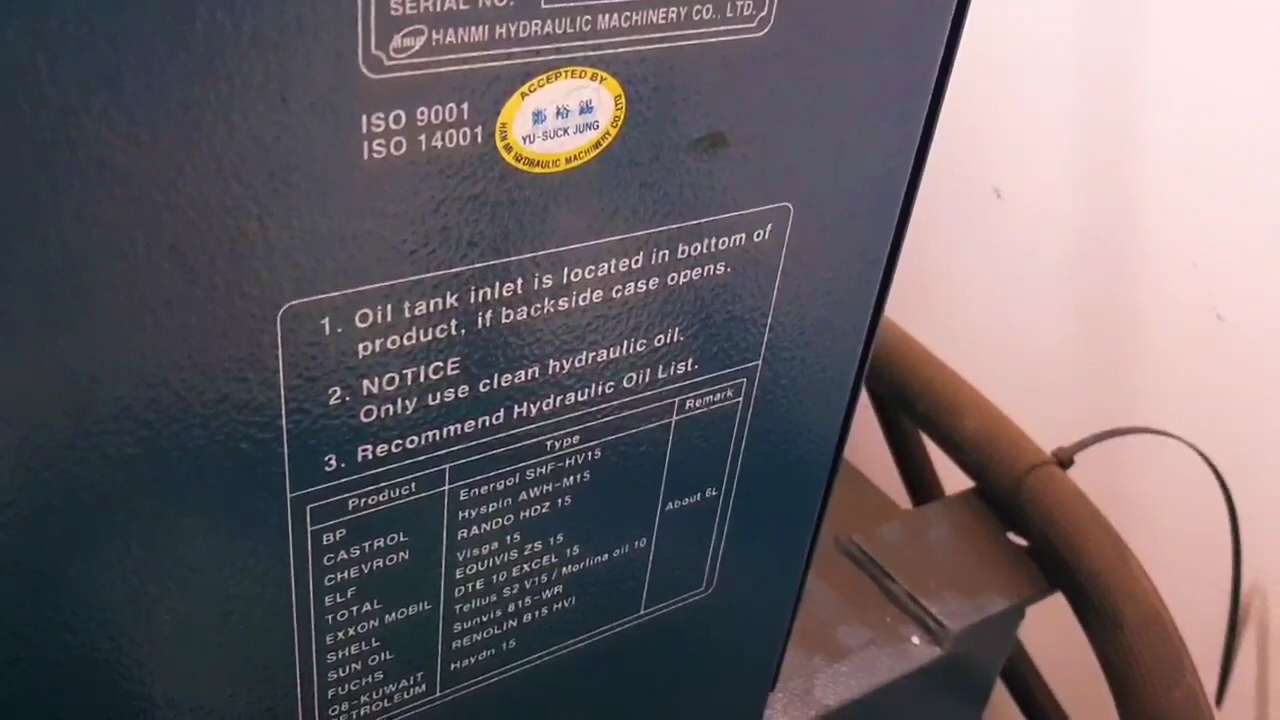 SERIAL NO.
Hmp HANMI HYDRAULIC MACHINERY CO., LTD.
ISO 9001
ISO 14001
ACCEPTED BY
鄭裕錫
YU-SUCK JUNG
HAN MI HYDRAULIC MACHINERY CO.,LTD
1. Oil tank inlet is located in bottom of
product, if backside case opens.
2. NOTICE
Only use clean hydraulic oil.
3. Recommend Hydraulic Oil List.
Product Type Remark
BP Energol SHF-HV15
CASTROL Hyspin AWH-M15
CHEVRON RANDO HDZ 15
ELF Visga 15
TOTAL EQUIVIS ZS 15
EXXON MOBIL DTE 10 EXCEL 15
SHELL Tellus S2 V15 / Morlina oil 10
SUN OIL Sunvis 815-WR
FUCHS RENOLIN B15 HVI
Q8-KUWAIT
PETROLEUM Haydn 15
About 6L